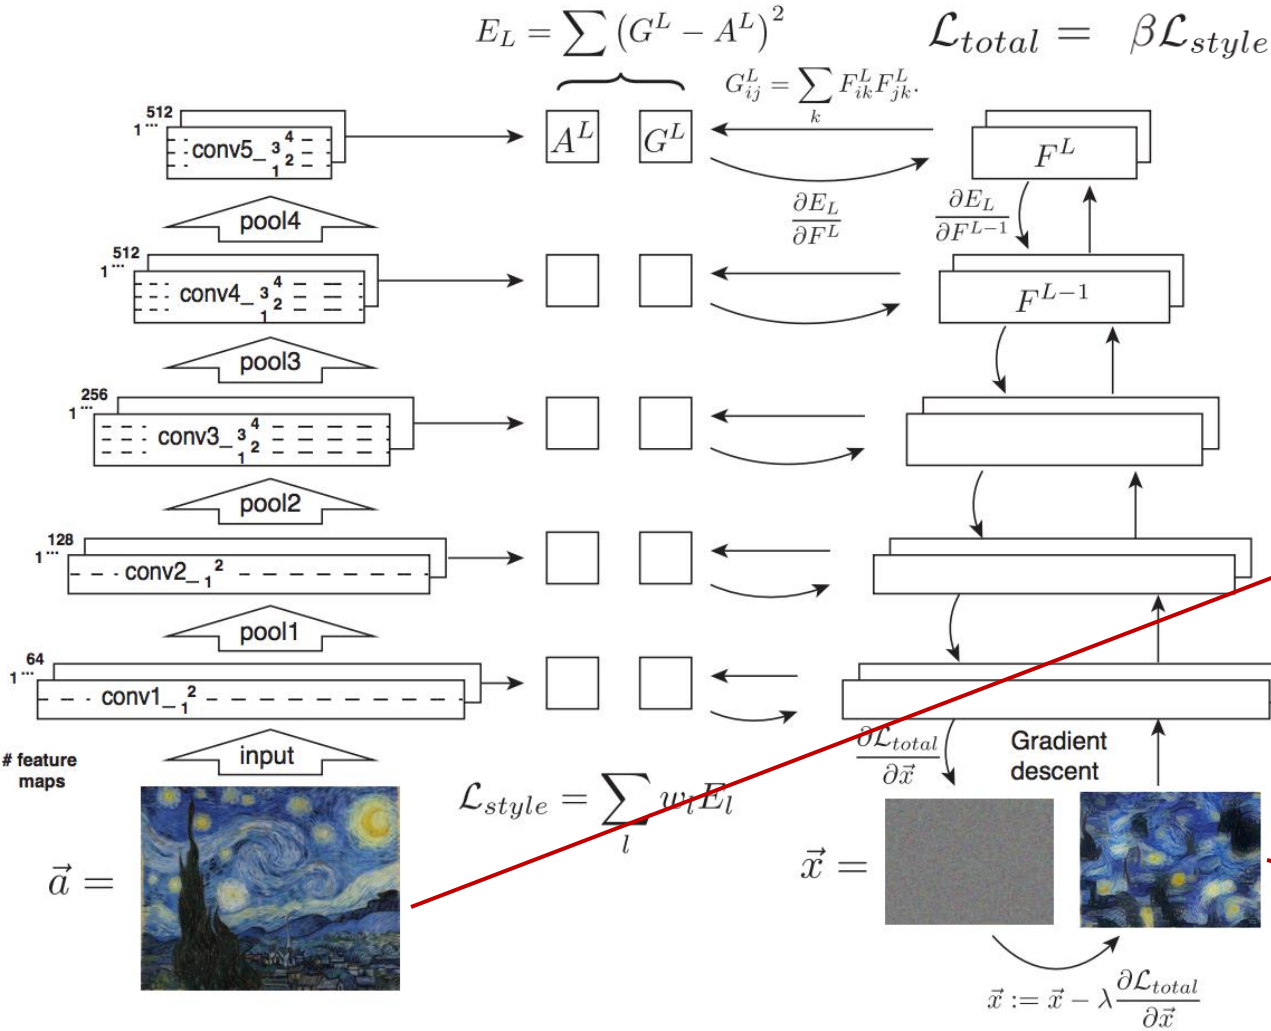 E_L = ∑ (G^L − A^L)^2
ℒ_total = βℒ_style
G^L_ij = ∑_k F^L_ik F^L_jk.
512
1 ...
conv5_ 1 2 3 4
A^L
G^L
F^L
∂E_L/∂F^L
∂E_L/∂F^{L−1}
pool4
512
1 ...
conv4_ 1 2 3 4
F^{L−1}
pool3
256
1 ...
conv3_ 1 2 3 4
pool2
128
1 ...
conv2_ 1 2
pool1
64
1 ...
conv1_ 1 2
input
# feature
maps
∂ℒ_total/∂x⃗
Gradient
descent
ℒ_style = ∑_l w_l E_l
a⃗ =
x⃗ =
x⃗ := x⃗ − λ ∂ℒ_total/∂x⃗